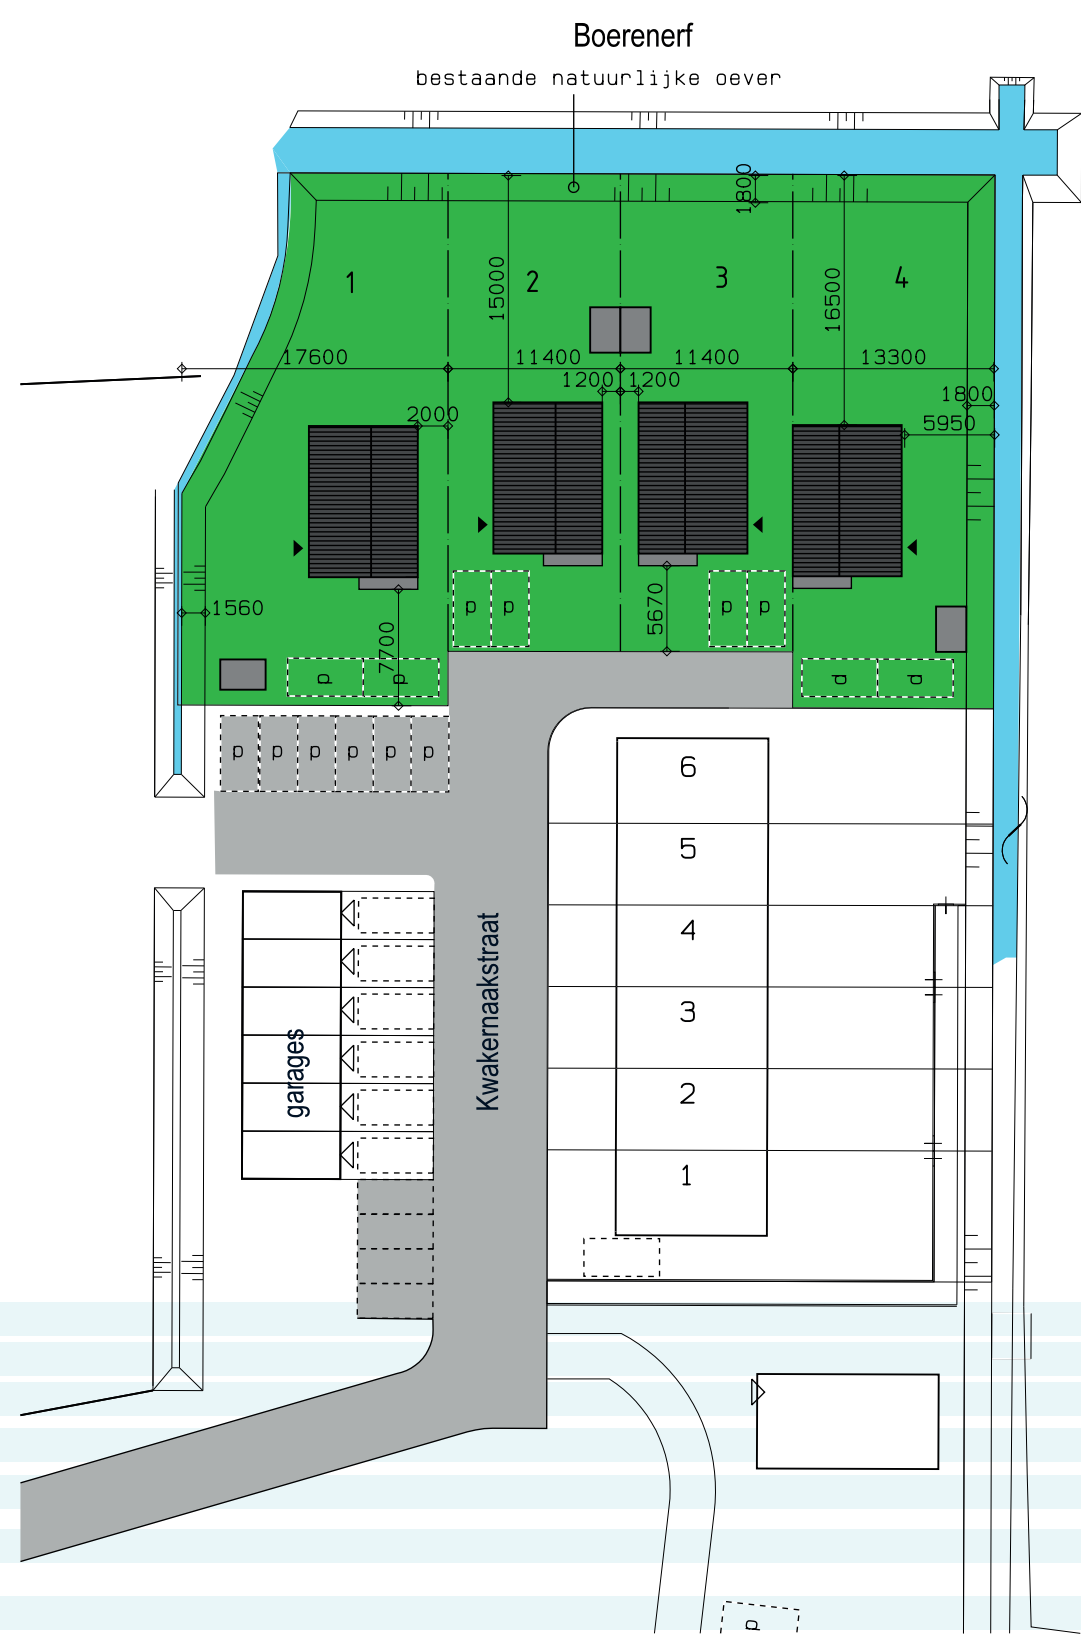 Boerenerf
bestaande natuurlijke oever
1800
1
2
3
4
15000
16500
17600
11400
11400
13300
1200
1200
1800
2000
5950
1560
p
p
p
p
5670
7700
p
p
p
p
p
p
p
p
p
p
6
5
4
3
2
1
Kwakernaakstraat
garages
p